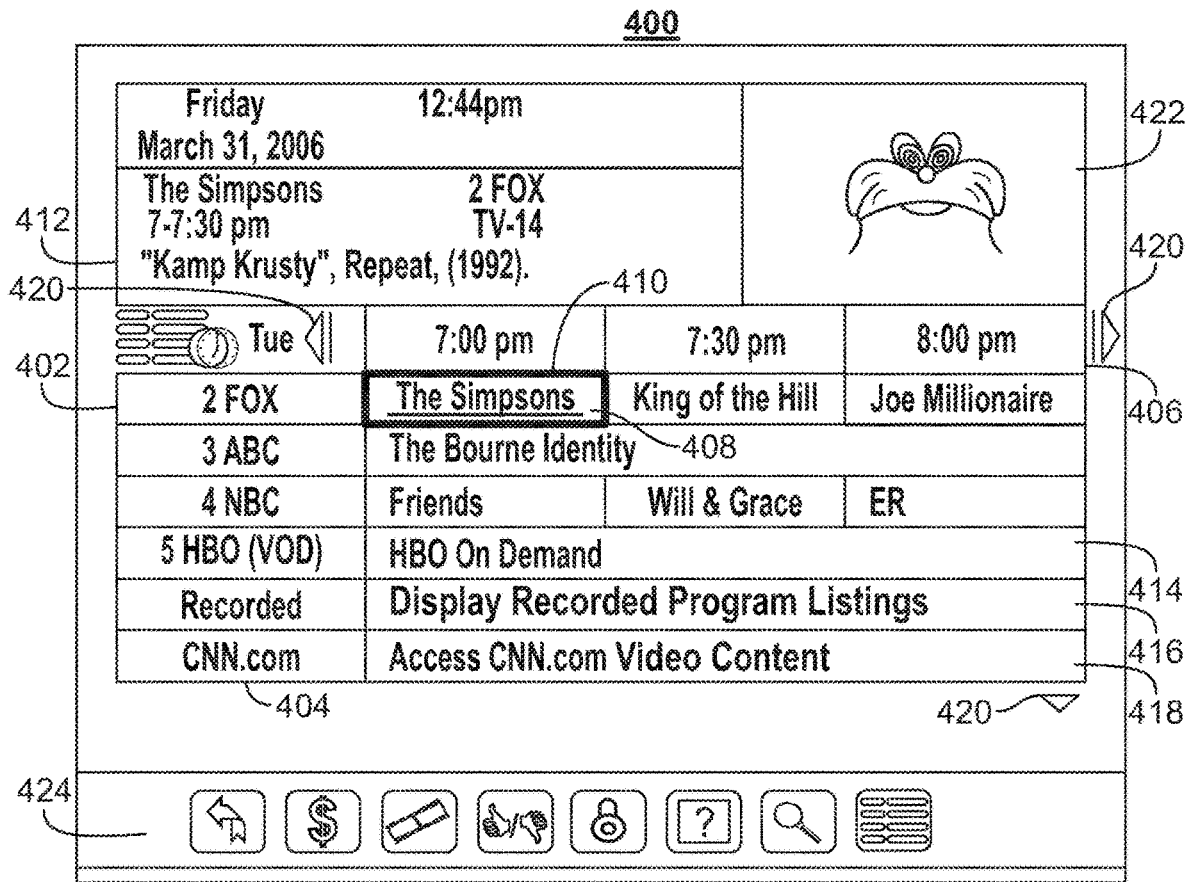 400
Friday 12:44pm
March 31, 2006
422
The Simpsons 2 FOX
7-7:30 pm TV-14
412
"Kamp Krusty", Repeat, (1992).
420
420
410
Tue 7:00 pm 7:30 pm 8:00 pm
402
2 FOX The Simpsons King of the Hill Joe Millionaire
406
3 ABC The Bourne Identity
408
4 NBC Friends Will & Grace ER
5 HBO (VOD) HBO On Demand
414
Recorded Display Recorded Program Listings
416
CNN.com Access CNN.com Video Content
404
420
418
424
$ / ?